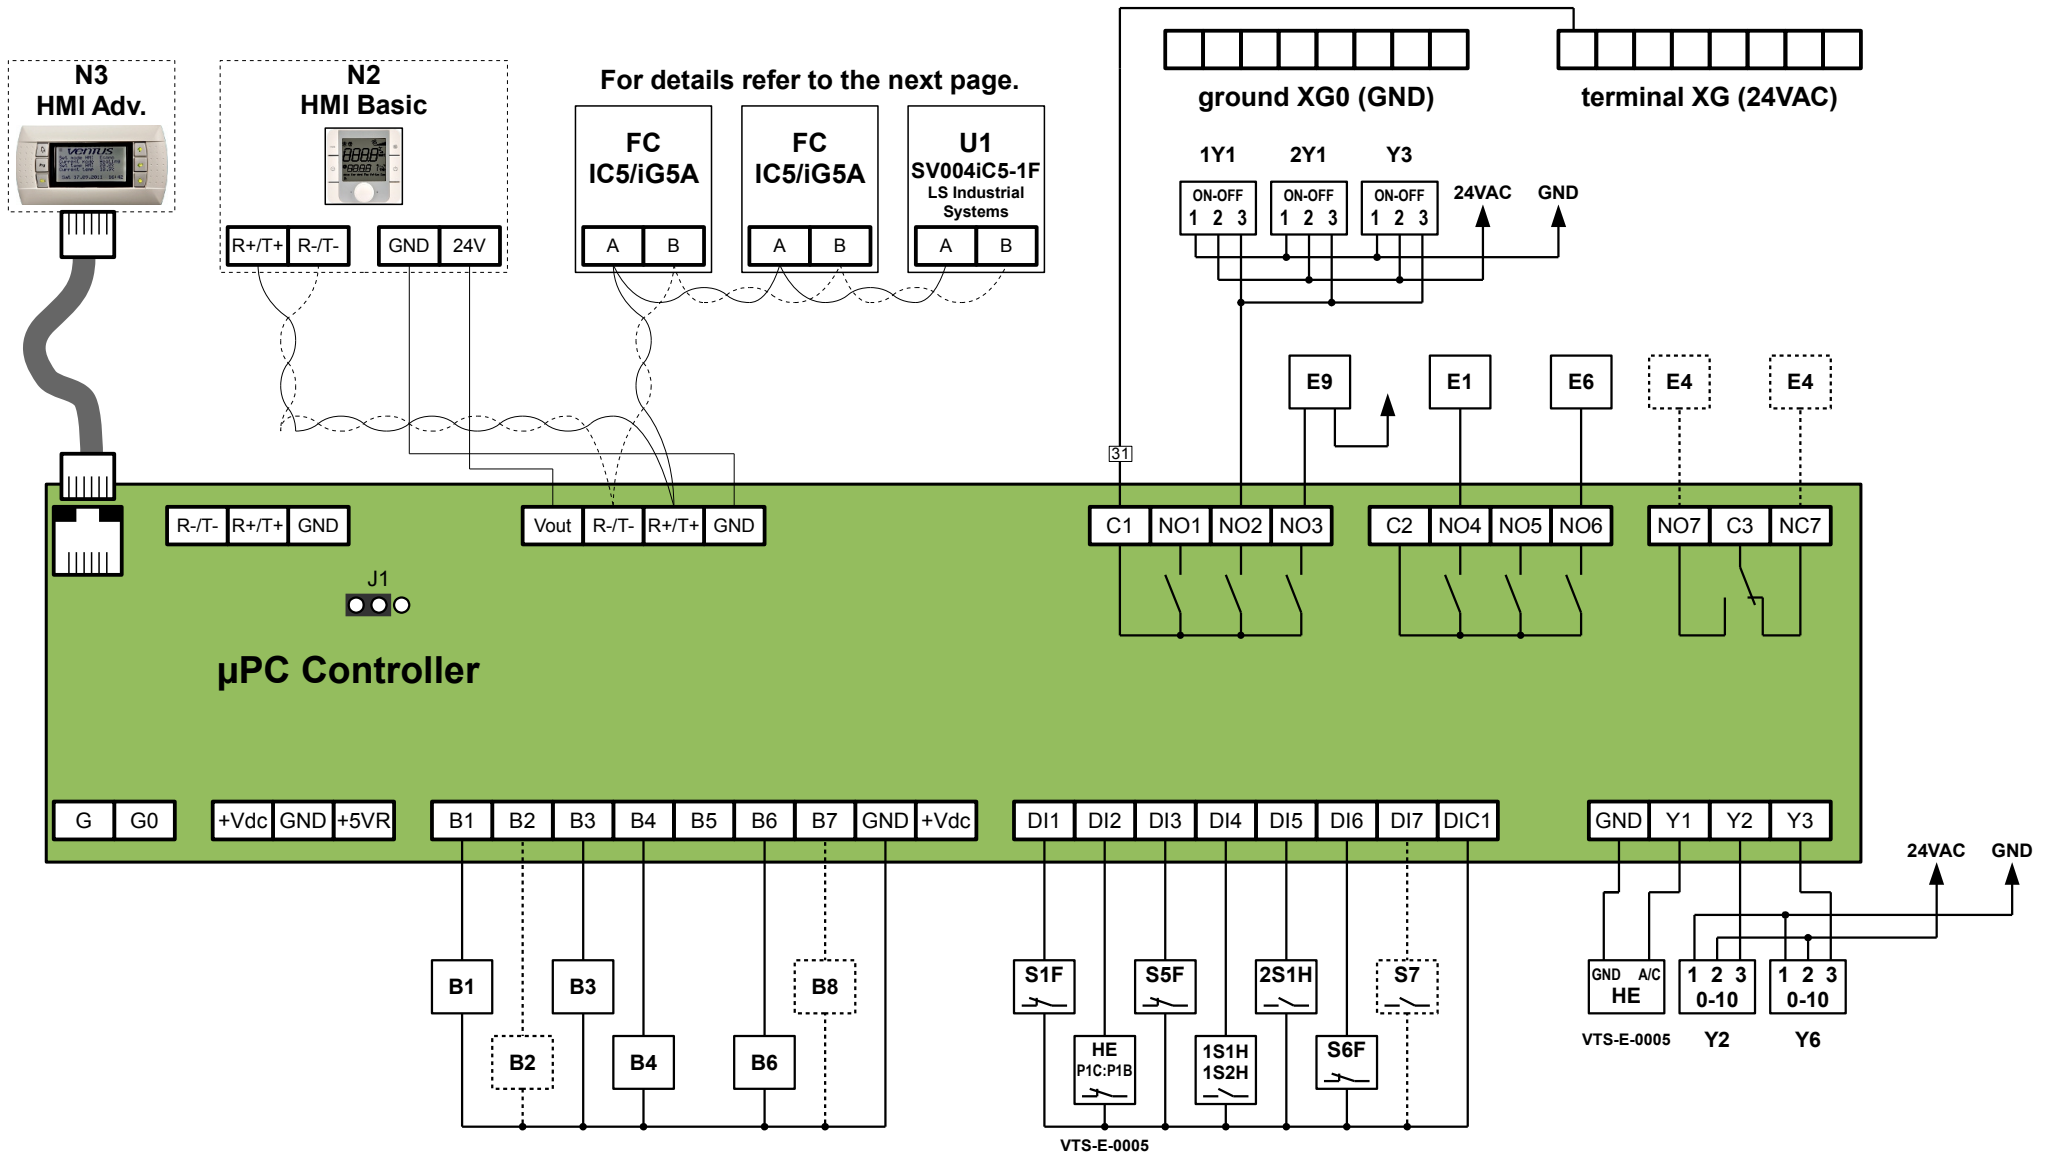 N3
HMI Adv.
VENTUS
N2
HMI Basic
R+/T+ R-/T- GND 24V
For details refer to the next page.
FC
IC5/iG5A
A B
FC
IC5/iG5A
A B
U1
SV004iC5-1F
LS Industrial
Systems
A B
ground XG0 (GND)
terminal XG (24VAC)
1Y1 2Y1 Y3
ON-OFF ON-OFF ON-OFF
1 2 3 1 2 3 1 2 3
24VAC GND
E9 E1 E6 E4 E4
31
R-/T- R+/T+ GND
Vout R-/T- R+/T+ GND
C1 NO1 NO2 NO3
C2 NO4 NO5 NO6
NO7 C3 NC7
J1
µPC Controller
G G0
+Vdc GND +5VR
B1 B2 B3 B4 B5 B6 B7 GND +Vdc
DI1 DI2 DI3 DI4 DI5 DI6 DI7 DIC1
GND Y1 Y2 Y3
24VAC GND
B1 B3 B8
B2 B4 B6
S1F S5F 2S1H S7
HE
P1C:P1B
1S1H
1S2H
S6F
VTS-E-0005
GND A/C
HE
VTS-E-0005
1 2 3
0-10
Y2
1 2 3
0-10
Y6